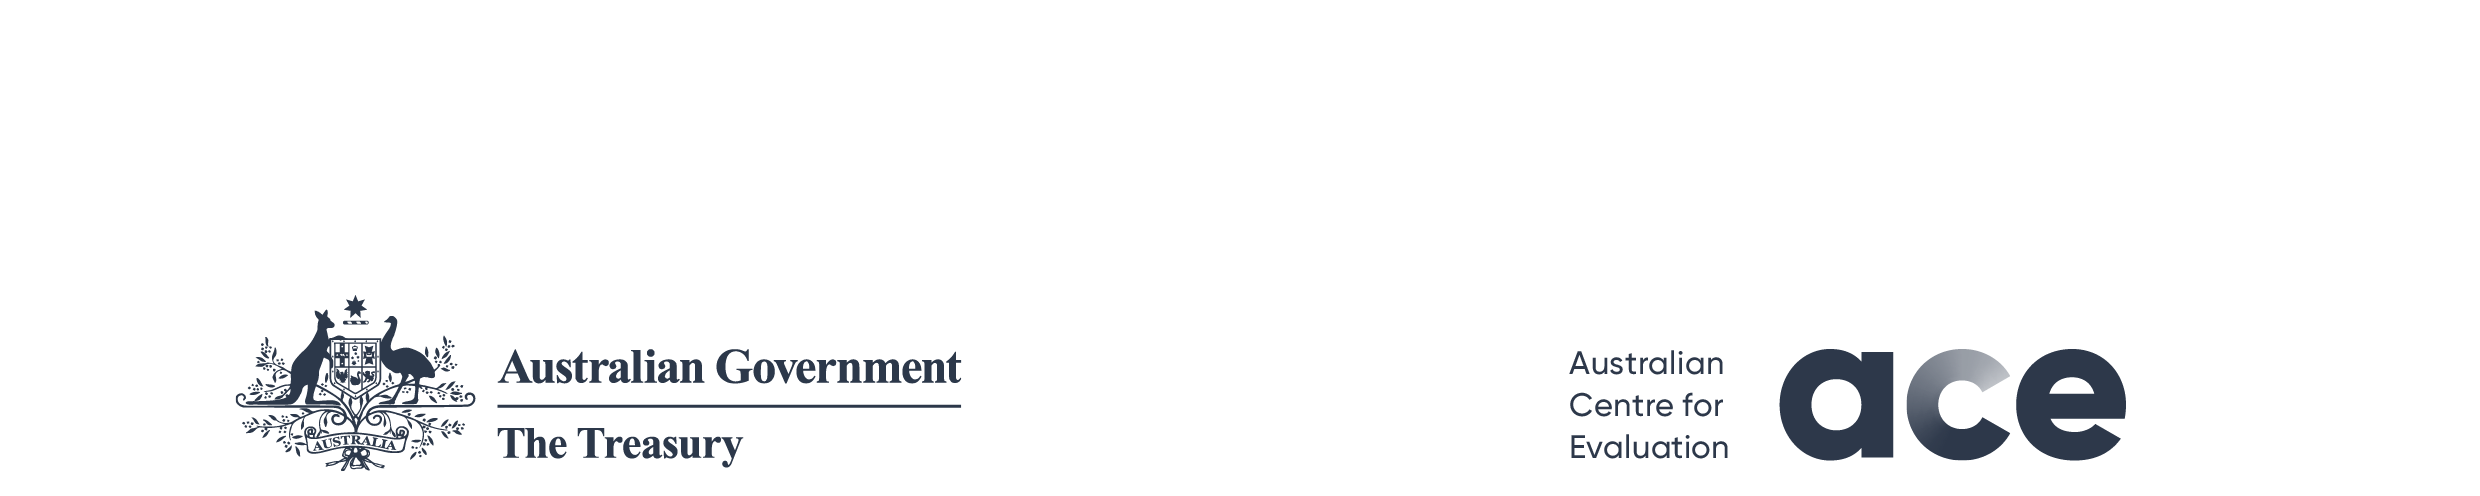 Australian Government
The Treasury
AUSTRALIA
Australian
Centre for
Evaluation
ace